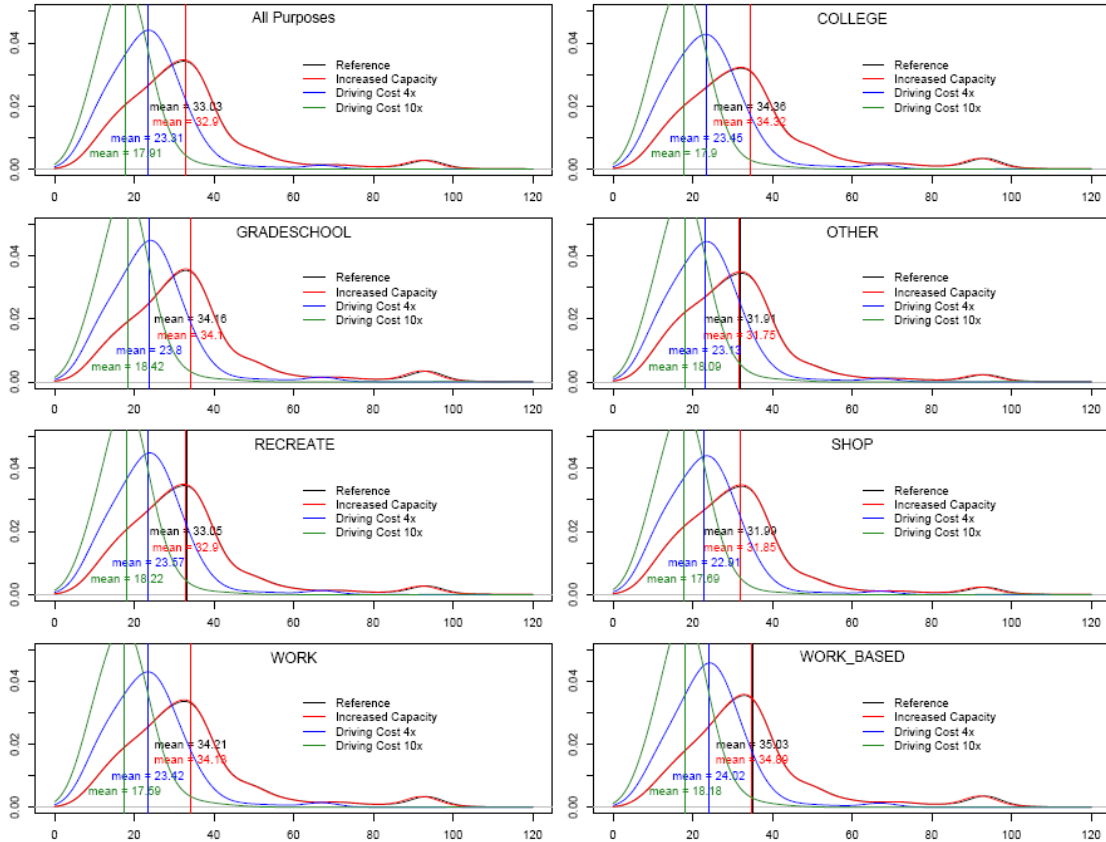 All Purposes
0.04
0.02
0.00
Reference
Increased Capacity
Driving Cost 4x
Driving Cost 10x
mean = 33.03
mean = 32.9
mean = 23.31
mean = 17.91
0 20 40 60 80 100 120
COLLEGE
0.04
0.02
0.00
Reference
Increased Capacity
Driving Cost 4x
Driving Cost 10x
mean = 34.36
mean = 34.32
mean = 23.45
mean = 17.9
0 20 40 60 80 100 120
GRADESCHOOL
0.04
0.02
0.00
Reference
Increased Capacity
Driving Cost 4x
Driving Cost 10x
mean = 34.16
mean = 34.1
mean = 23.8
mean = 18.42
0 20 40 60 80 100 120
OTHER
0.04
0.02
0.00
Reference
Increased Capacity
Driving Cost 4x
Driving Cost 10x
mean = 31.91
mean = 31.75
mean = 23.13
mean = 18.09
0 20 40 60 80 100 120
RECREATE
0.04
0.02
0.00
Reference
Increased Capacity
Driving Cost 4x
Driving Cost 10x
mean = 33.05
mean = 32.9
mean = 23.57
mean = 18.22
0 20 40 60 80 100 120
SHOP
0.04
0.02
0.00
Reference
Increased Capacity
Driving Cost 4x
Driving Cost 10x
mean = 31.99
mean = 31.85
mean = 22.91
mean = 17.69
0 20 40 60 80 100 120
WORK
0.04
0.02
0.00
Reference
Increased Capacity
Driving Cost 4x
Driving Cost 10x
mean = 34.21
mean = 34.13
mean = 23.42
mean = 17.59
0 20 40 60 80 100 120
WORK_BASED
0.04
0.02
0.00
Reference
Increased Capacity
Driving Cost 4x
Driving Cost 10x
mean = 35.03
mean = 34.89
mean = 24.02
mean = 18.18
0 20 40 60 80 100 120